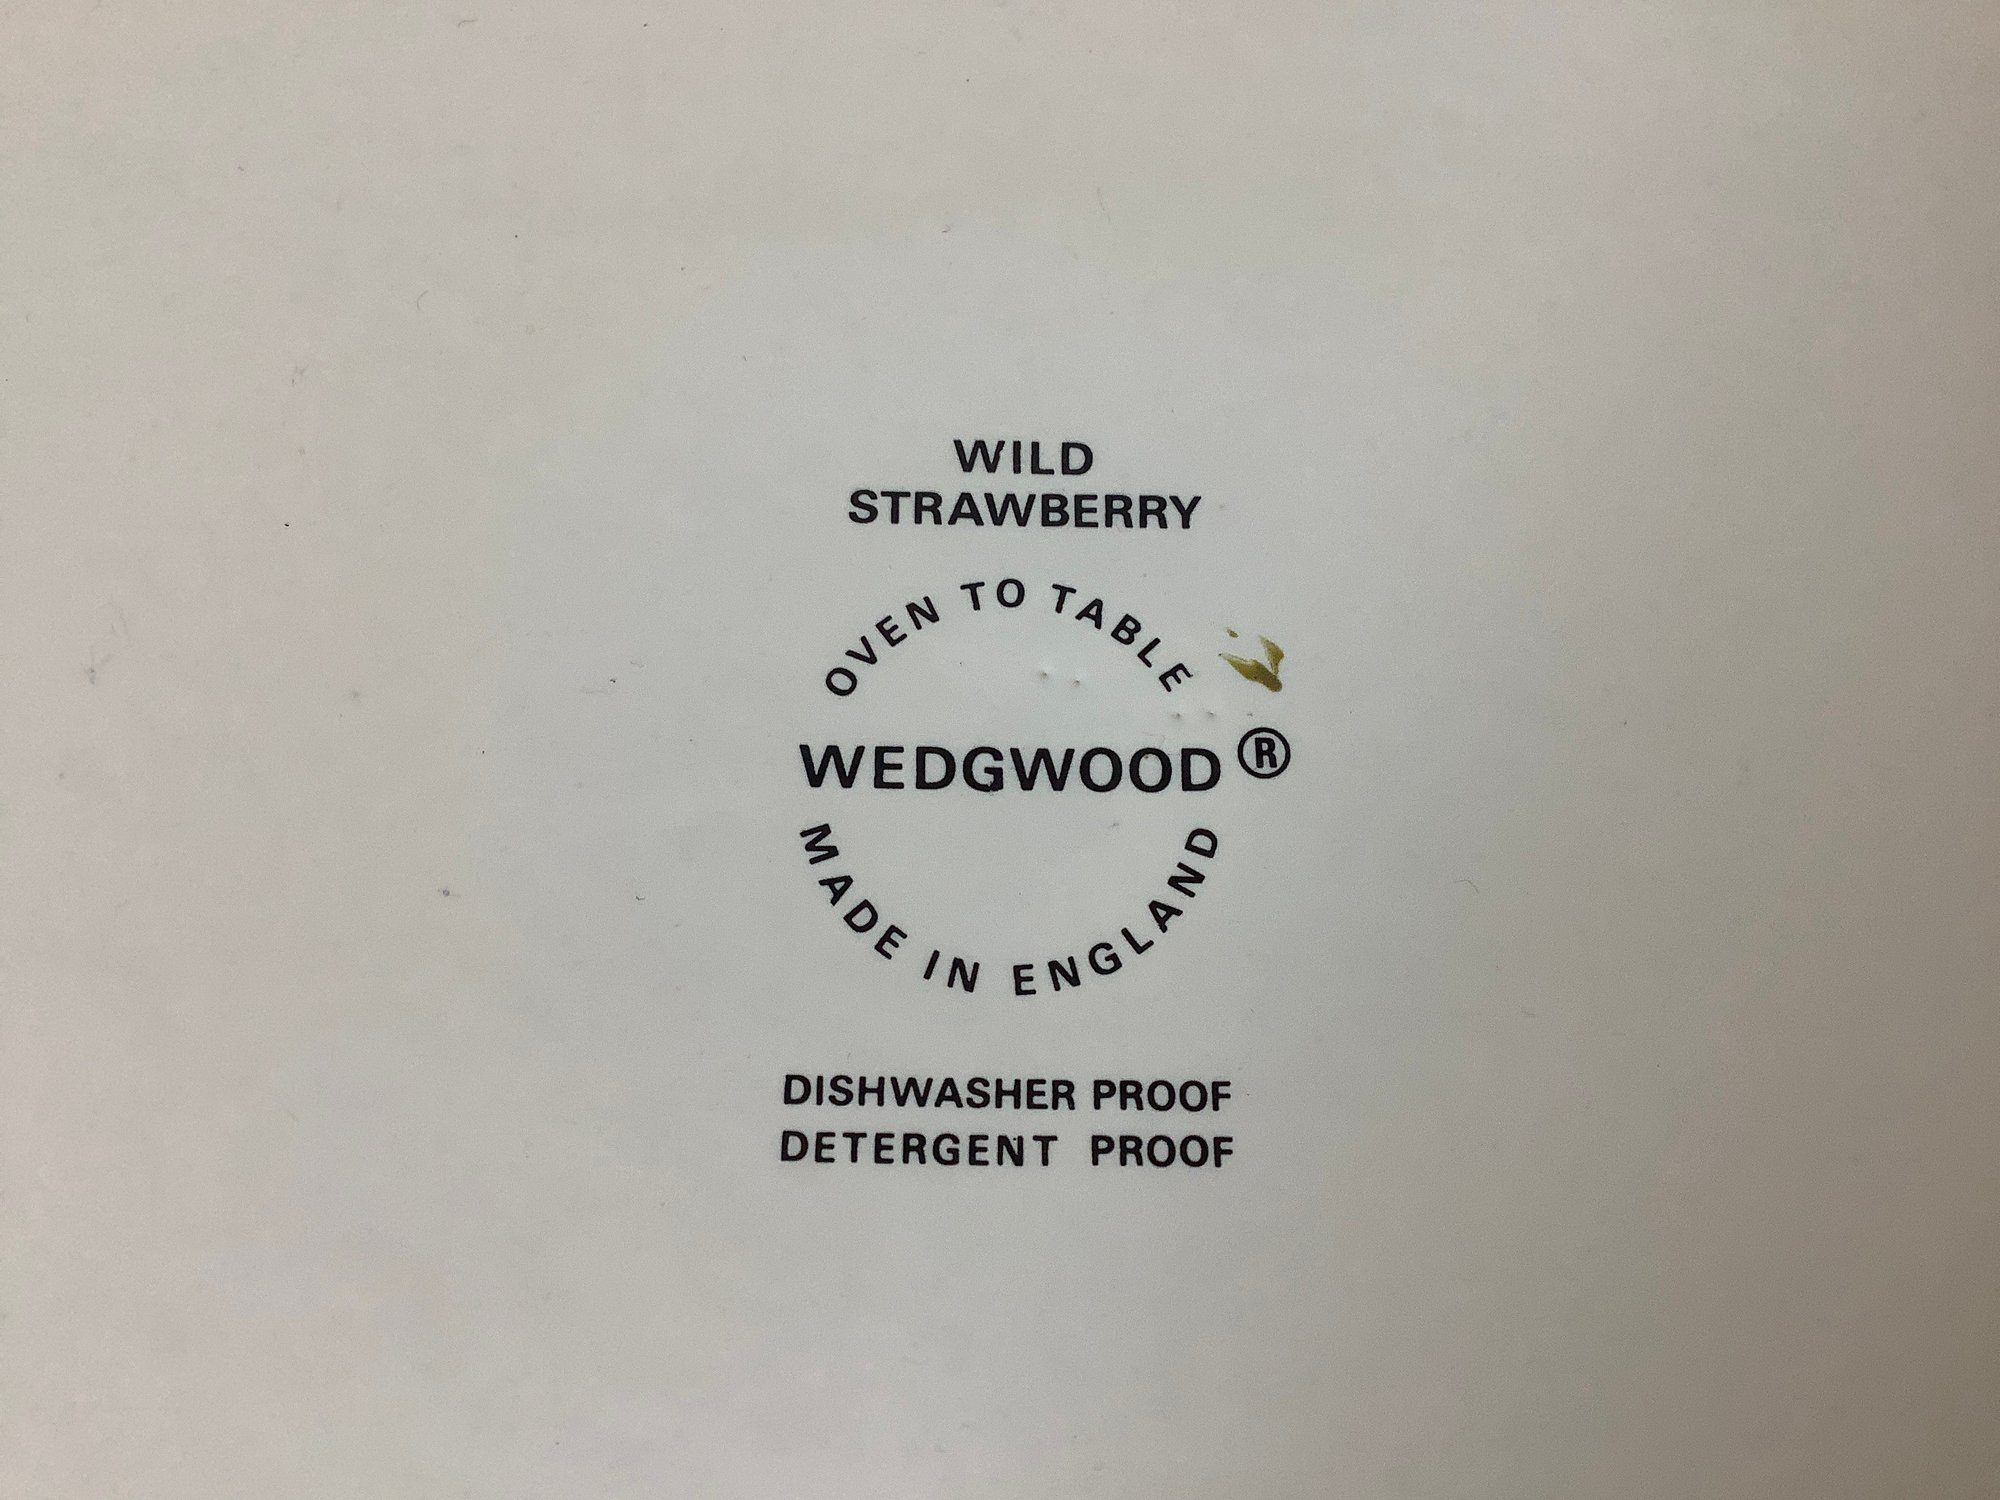 WILD
STRAWBERRY
OVEN TO TABLE
WEDGWOOD ®
MADE IN ENGLAND
DISHWASHER PROOF
DETERGENT PROOF